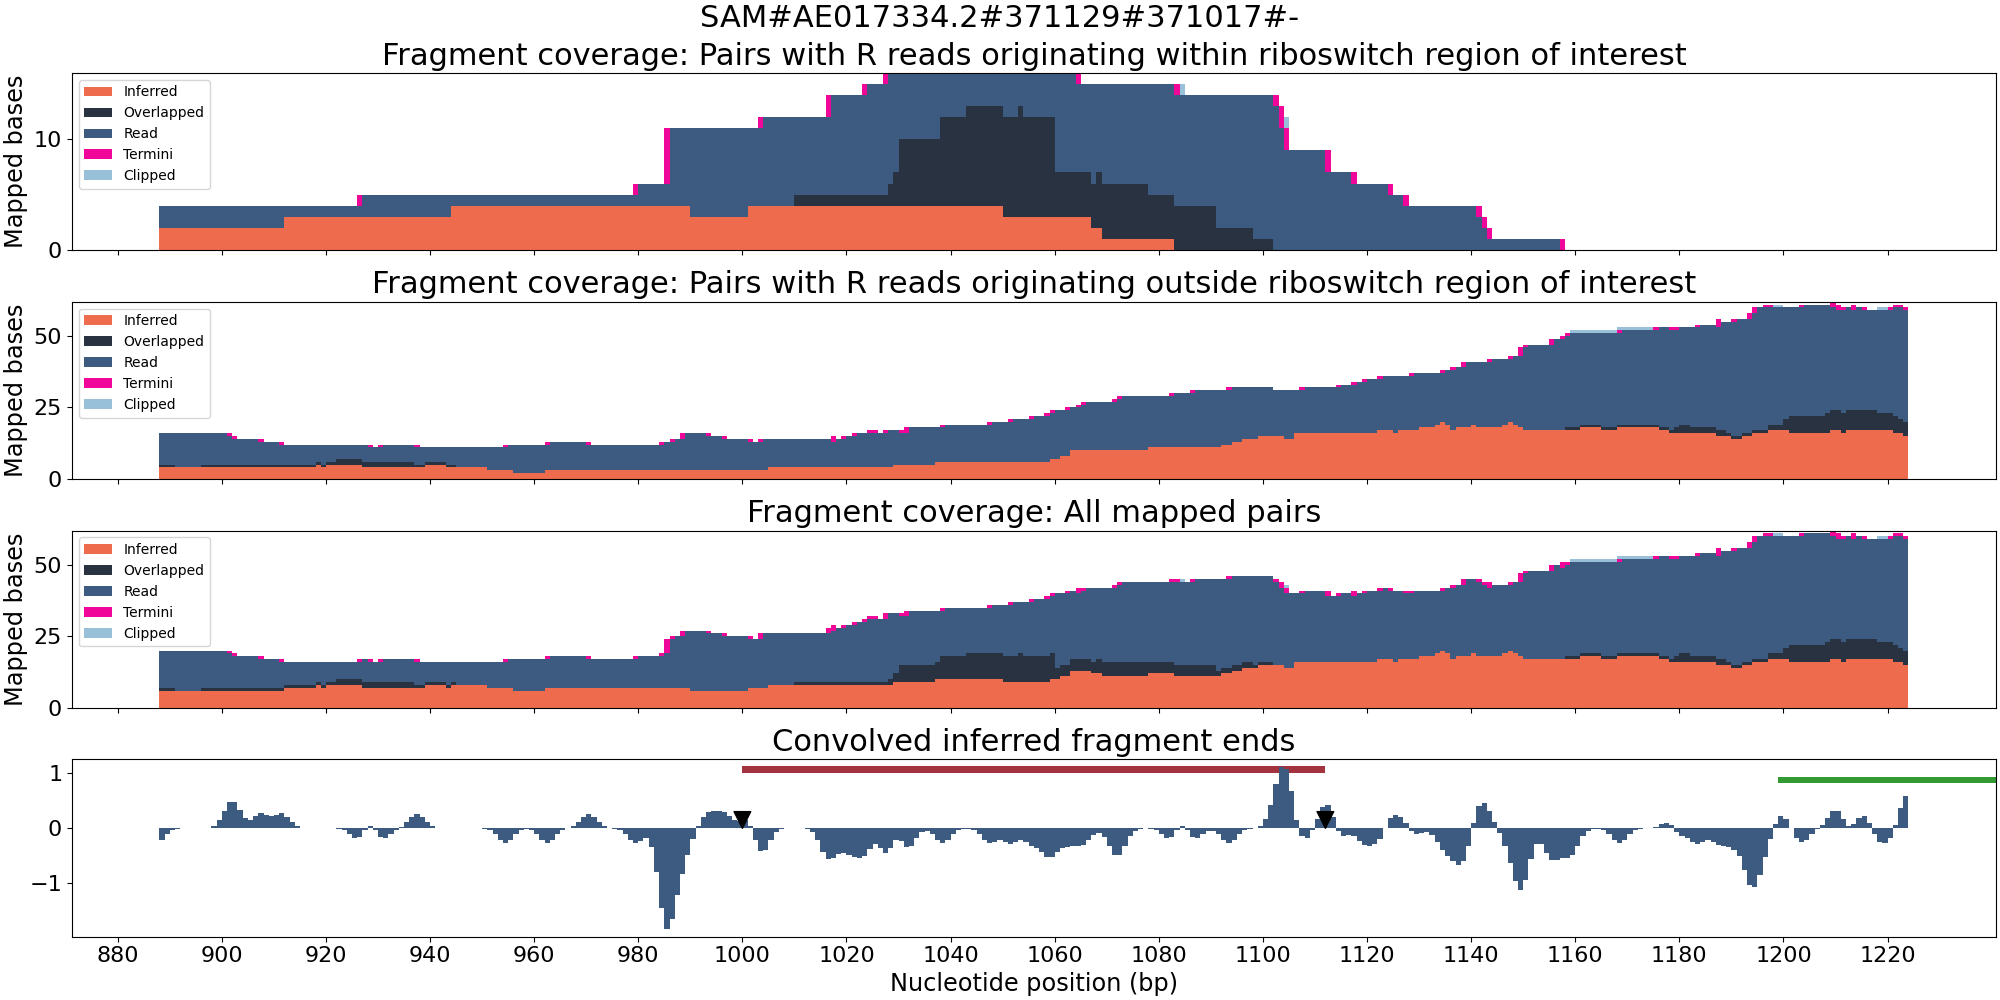 SAM#AE017334.2#371129#371017#-
Fragment coverage: Pairs with R reads originating within riboswitch region of interest
Mapped bases
10
0
Inferred
Overlapped
Read
Termini
Clipped
Fragment coverage: Pairs with R reads originating outside riboswitch region of interest
Mapped bases
50
25
0
Inferred
Overlapped
Read
Termini
Clipped
Fragment coverage: All mapped pairs
Mapped bases
50
25
0
Inferred
Overlapped
Read
Termini
Clipped
Convolved inferred fragment ends
1
0
−1
880 900 920 940 960 980 1000 1020 1040 1060 1080 1100 1120 1140 1160 1180 1200 1220
Nucleotide position (bp)